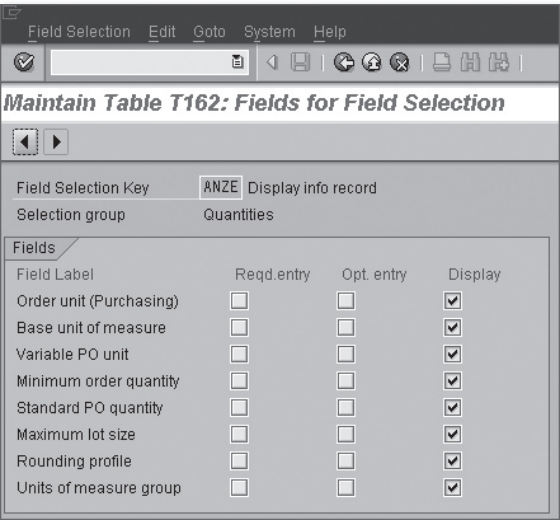 Field Selection Edit Goto System Help
Maintain Table T162: Fields for Field Selection
Field Selection Key ANZE Display info record
Selection group Quantities
Fields
Field Label Reqd.entry Opt. entry Display
Order unit (Purchasing)
Base unit of measure
Variable PO unit
Minimum order quantity
Standard PO quantity
Maximum lot size
Rounding profile
Units of measure group